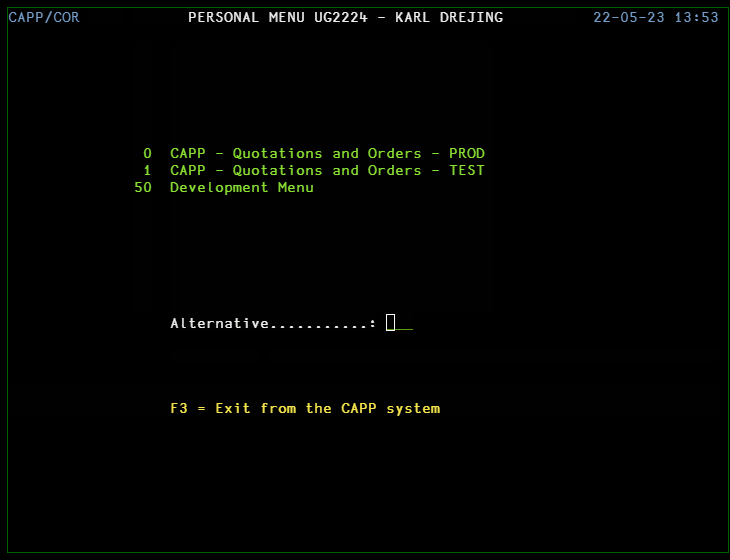 CAPP/COR PERSONAL MENU UG2224 - KARL DREJING 22-05-23 13:53
0 CAPP - Quotations and Orders - PROD
1 CAPP - Quotations and Orders - TEST
50 Development Menu
Alternative...........: __
F3 = Exit from the CAPP system